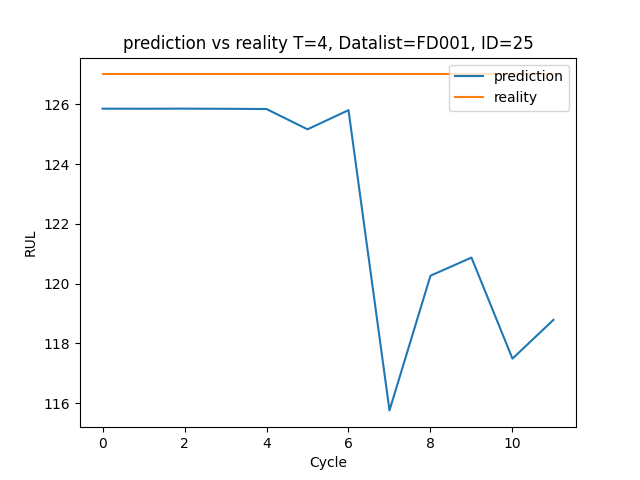 prediction vs reality T=4, Datalist=FD001, ID=25
prediction
reality
RUL
126
124
122
120
118
116
0 2 4 6 8 10
Cycle